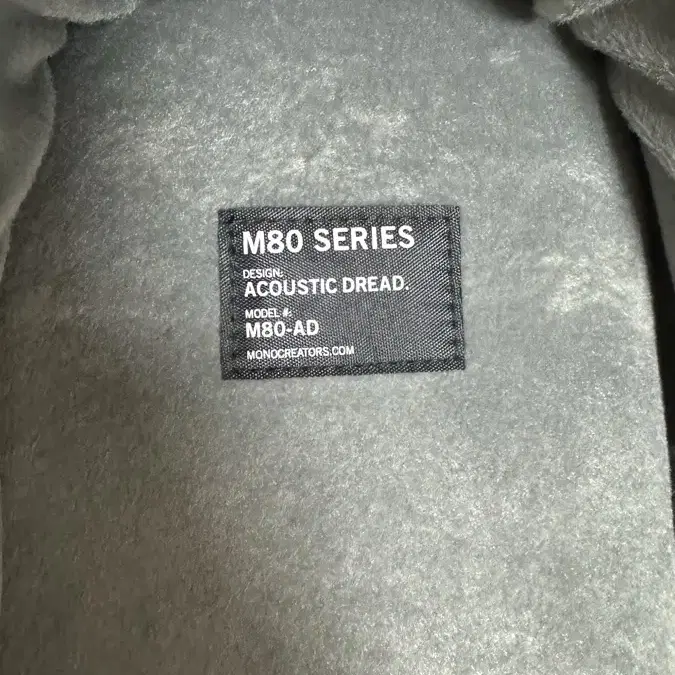 M80 SERIES
DESIGN:
ACOUSTIC DREAD.
MODEL #:
M80-AD
MONOCREATORS.COM